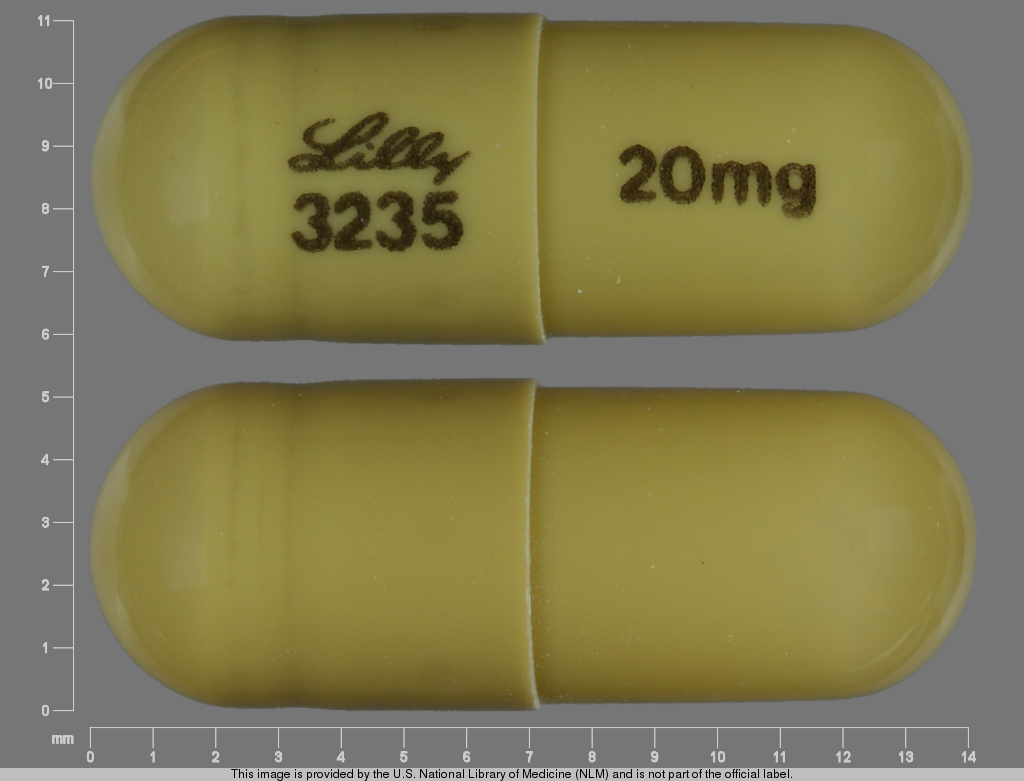 Lilly
3235
20mg
11
10
9
8
7
6
5
4
3
2
1
0
mm
0 1 2 3 4 5 6 7 8 9 10 11 12 13 14
This image is provided by the U.S. National Library of Medicine (NLM) and is not part of the official label.